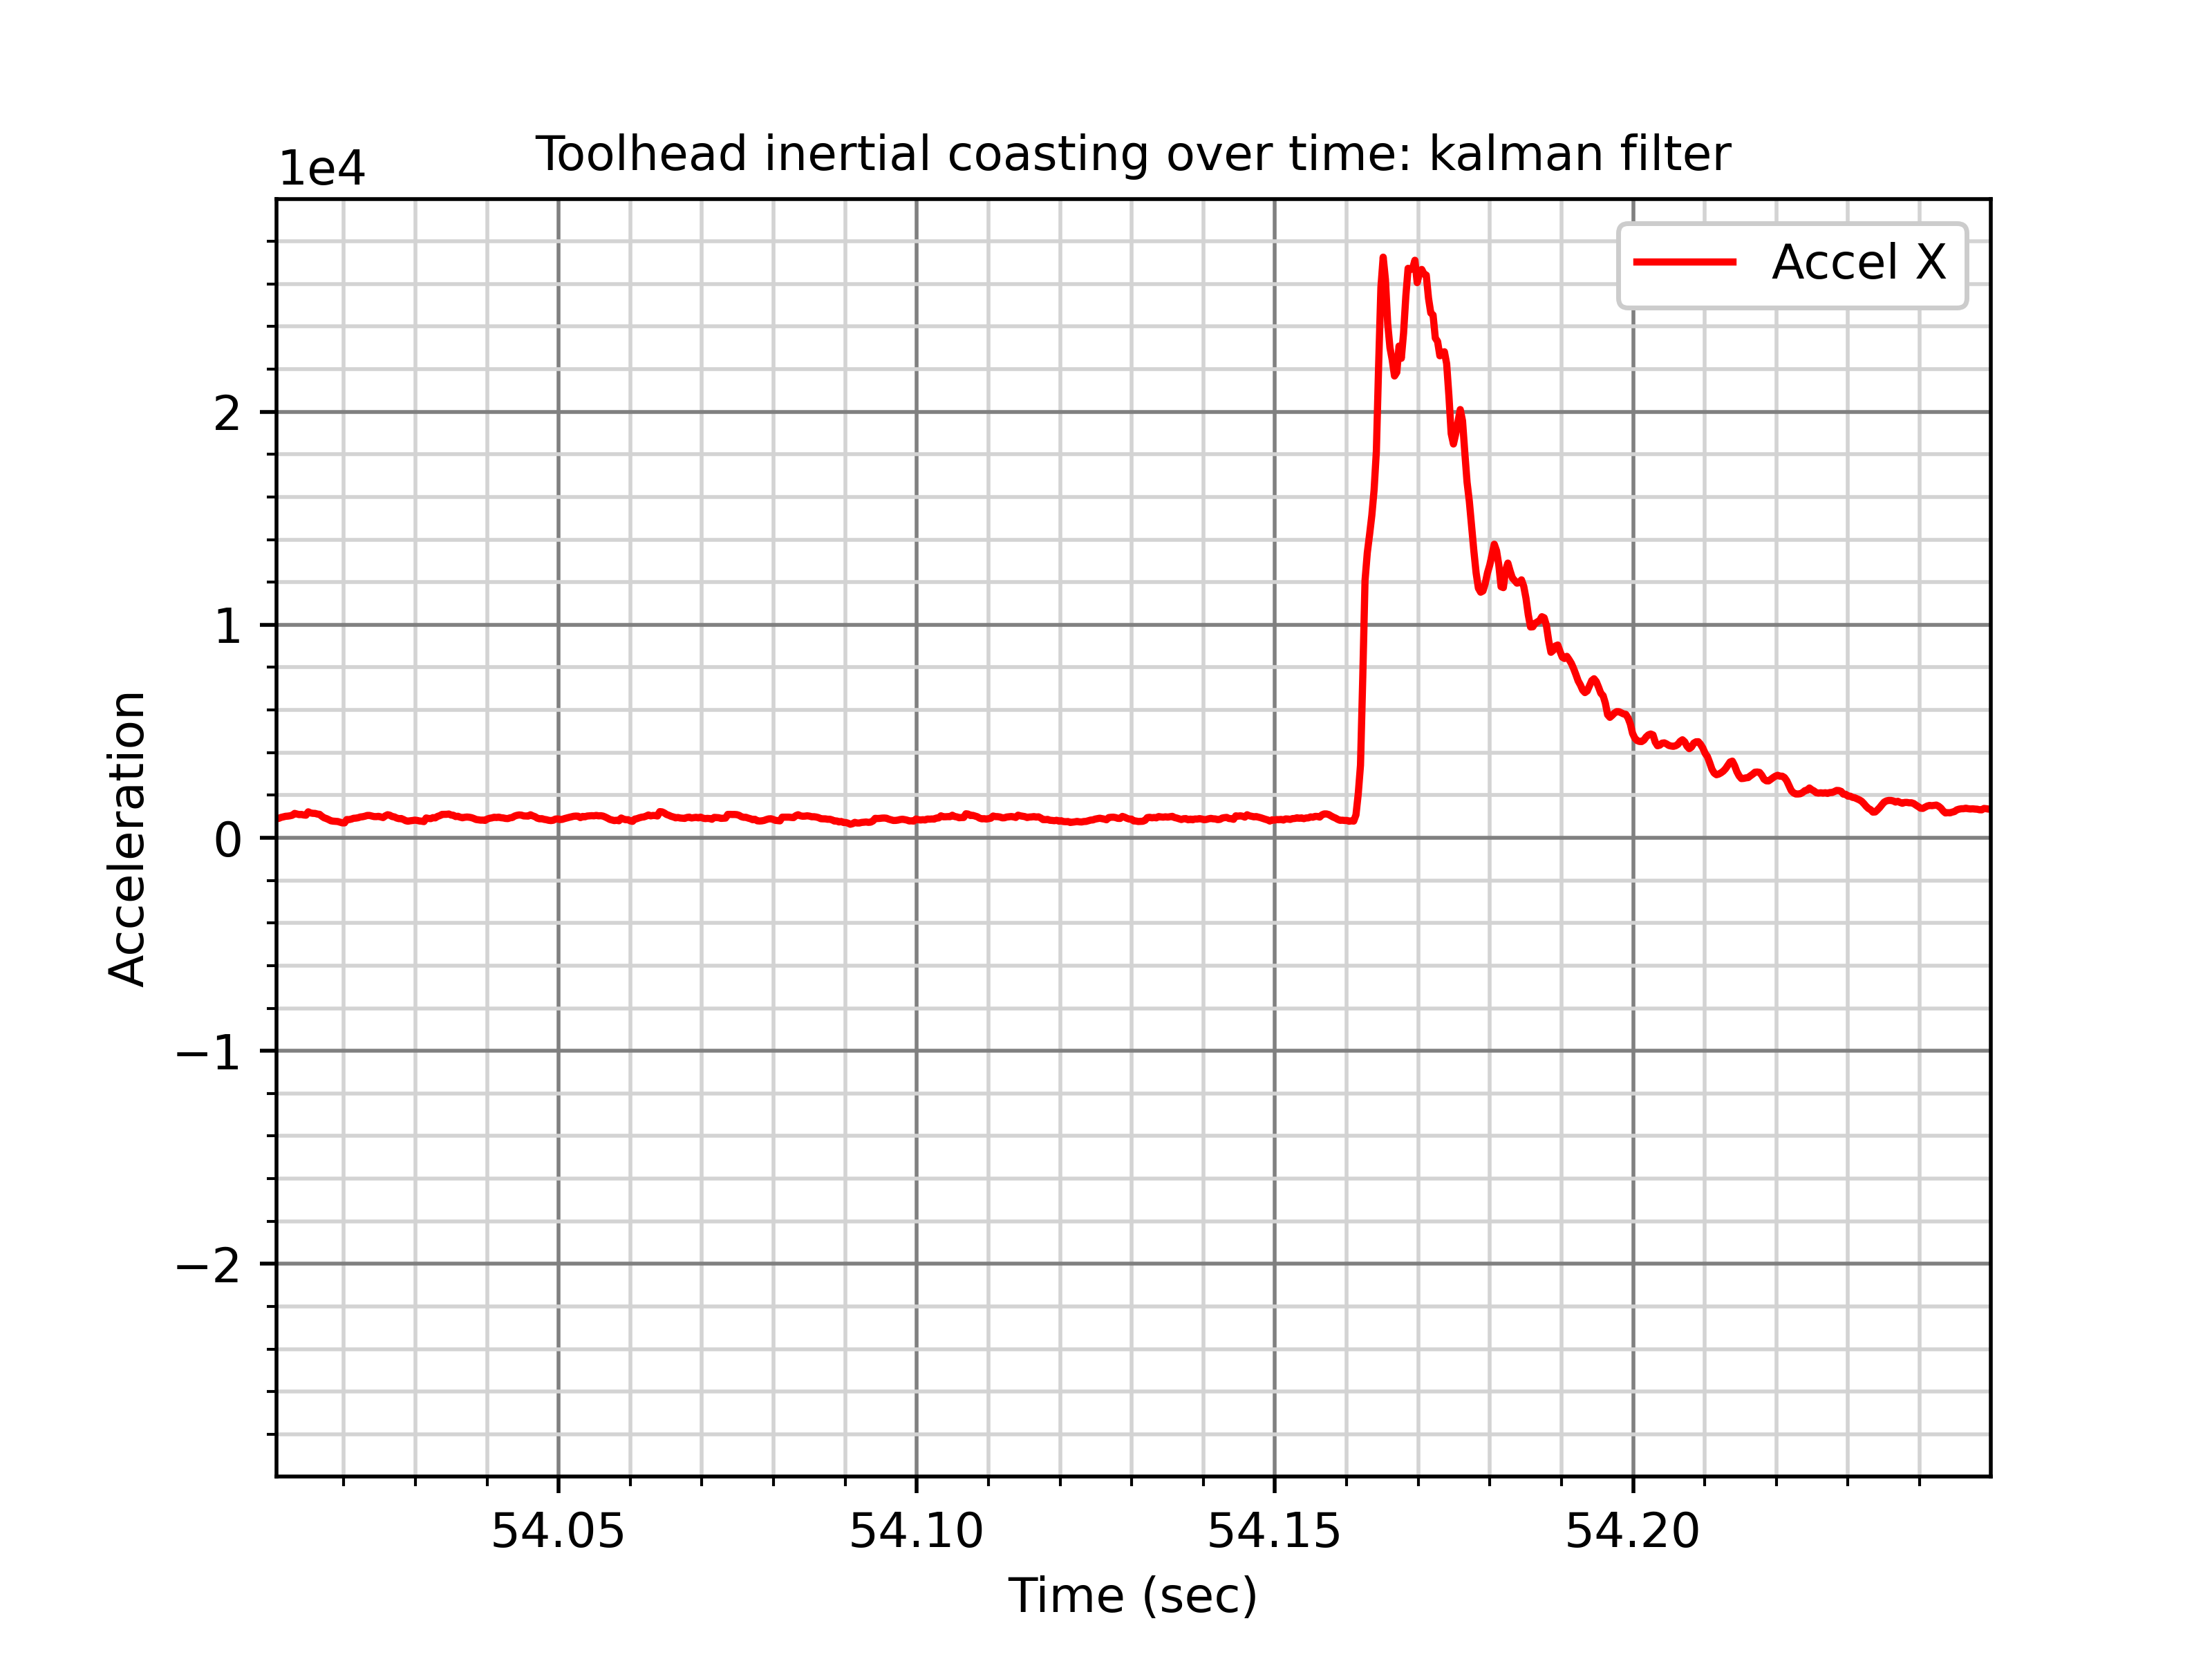 Toolhead inertial coasting over time: kalman filter
1e4
Accel X
2
1
0
−1
−2
Acceleration
54.05 54.10 54.15 54.20
Time (sec)